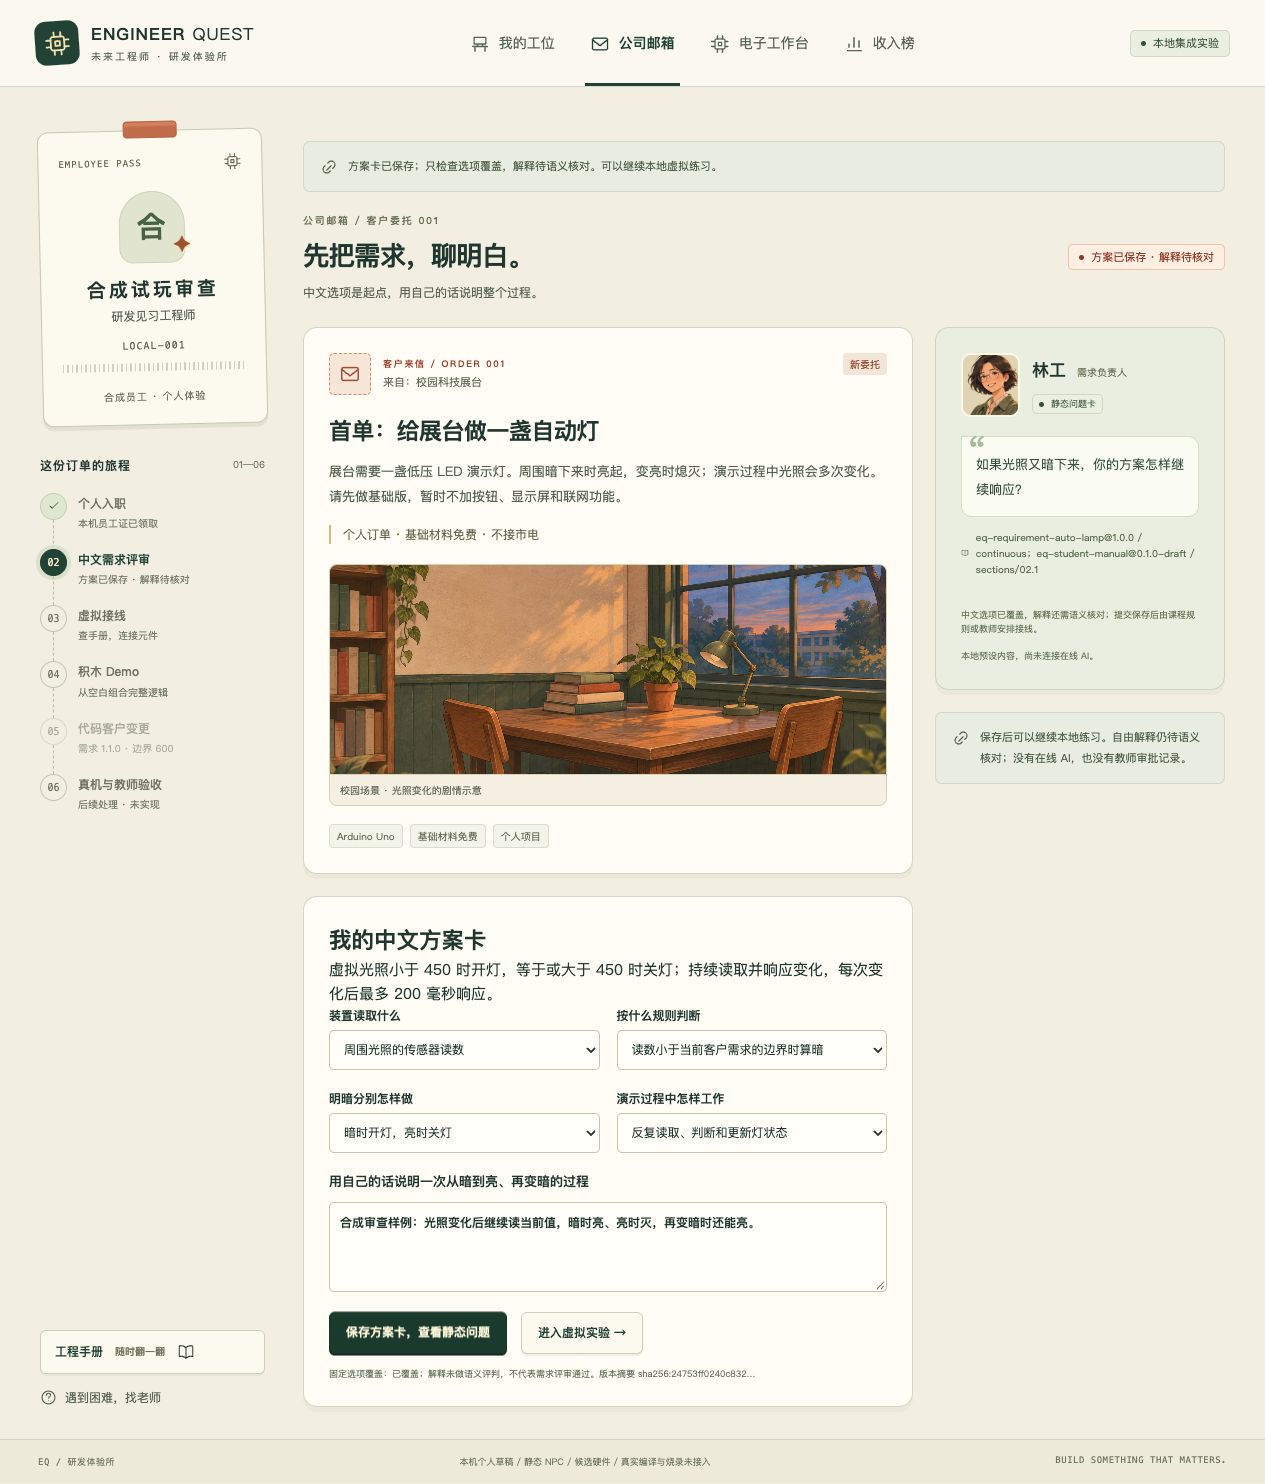 ENGINEER QUEST
未来工程师 · 研发体验所
我的工位
公司邮箱
电子工作台
收入榜
本地集成实验
EMPLOYEE PASS
合
合成试玩审查
研发见习工程师
LOCAL-001
合成员工 · 个人体验
这份订单的旅程
01—06
个人入职
本机员工证已领取
02
中文需求评审
方案已保存 · 解释待核对
03
虚拟接线
查手册，连接元件
04
积木 Demo
从空白组合完整逻辑
05
代码客户变更
需求 1.1.0 · 边界 600
06
真机与教师验收
后续处理 · 未实现
工程手册 随时翻一翻
遇到困难，找老师
方案卡已保存；只检查选项覆盖，解释待语义核对。可以继续本地虚拟练习。
公司邮箱 / 客户委托 001
先把需求，聊明白。
方案已保存 · 解释待核对
中文选项是起点，用自己的话说明整个过程。
客户来信 / ORDER 001
来自：校园科技展台
新委托
首单：给展台做一盏自动灯
展台需要一盏低压 LED 演示灯。周围暗下来时亮起，变亮时熄灭；演示过程中光照会多次变化。
请先做基础版，暂时不加按钮、显示屏和联网功能。
个人订单 · 基础材料免费 · 不接市电
校园场景 · 光照变化的剧情示意
Arduino Uno
基础材料免费
个人项目
林工 需求负责人
静态问题卡
“
如果光照又暗下来，你的方案怎样继
续响应？
eq-requirement-auto-lamp@1.0.0 /
continuous；eq-student-manual@0.1.0-draft /
sections/02.1
中文选项已覆盖，解释还需语义核对；提交保存后由课程规
则或教师安排接线。
本地预设内容，尚未连接在线 AI。
保存后可以继续本地练习。自由解释仍待语义
核对；没有在线 AI，也没有教师审批记录。
我的中文方案卡
虚拟光照小于 450 时开灯，等于或大于 450 时关灯；持续读取并响应变化，每次变
化后最多 200 毫秒响应。
装置读取什么
周围光照的传感器读数
按什么规则判断
读数小于当前客户需求的边界时算暗
明暗分别怎样做
暗时开灯，亮时关灯
演示过程中怎样工作
反复读取、判断和更新灯状态
用自己的话说明一次从暗到亮、再变暗的过程
合成审查样例：光照变化后继续读当前值，暗时亮、亮时灭，再变暗时还能亮。
保存方案卡，查看静态问题
进入虚拟实验 →
固定选项覆盖：已覆盖；解释未做语义评判，不代表需求评审通过。版本摘要 sha256:24753ff0240c832…
EQ / 研发体验所
本机个人草稿 / 静态 NPC / 候选硬件 / 真实编译与烧录未接入
BUILD SOMETHING THAT MATTERS.